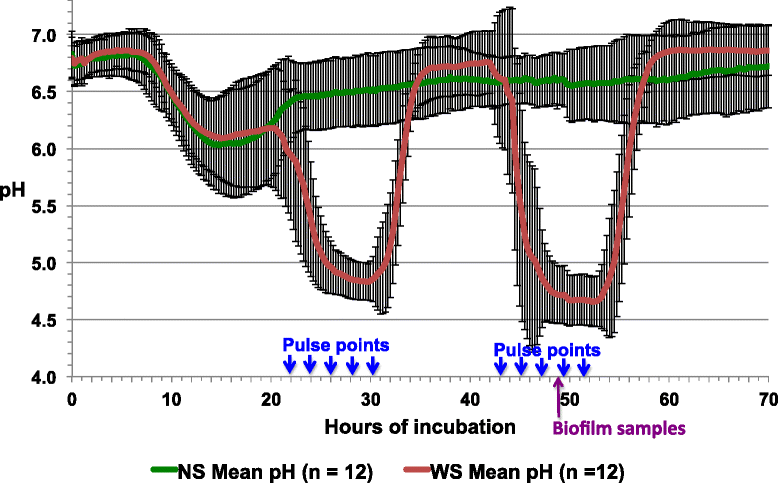 7.0
6.5
6.0
pH
5.5
5.0
4.5
4.0
Pulse points
Pulse points
0
10
20
30
40
50
60
70
Hours of incubation
Biofilm samples
NS Mean pH (n = 12)
WS Mean pH (n =12)